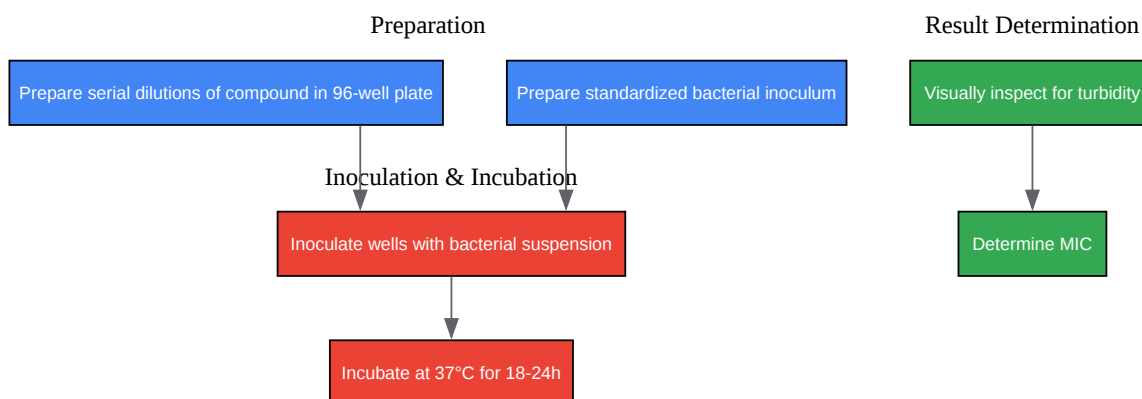 Preparation
Prepare serial dilutions of compound in 96-well plate
Prepare standardized bacterial inoculum
Inoculation & Incubation
Inoculate wells with bacterial suspension
Incubate at 37°C for 18-24h
Result Determination
Visually inspect for turbidity
Determine MIC